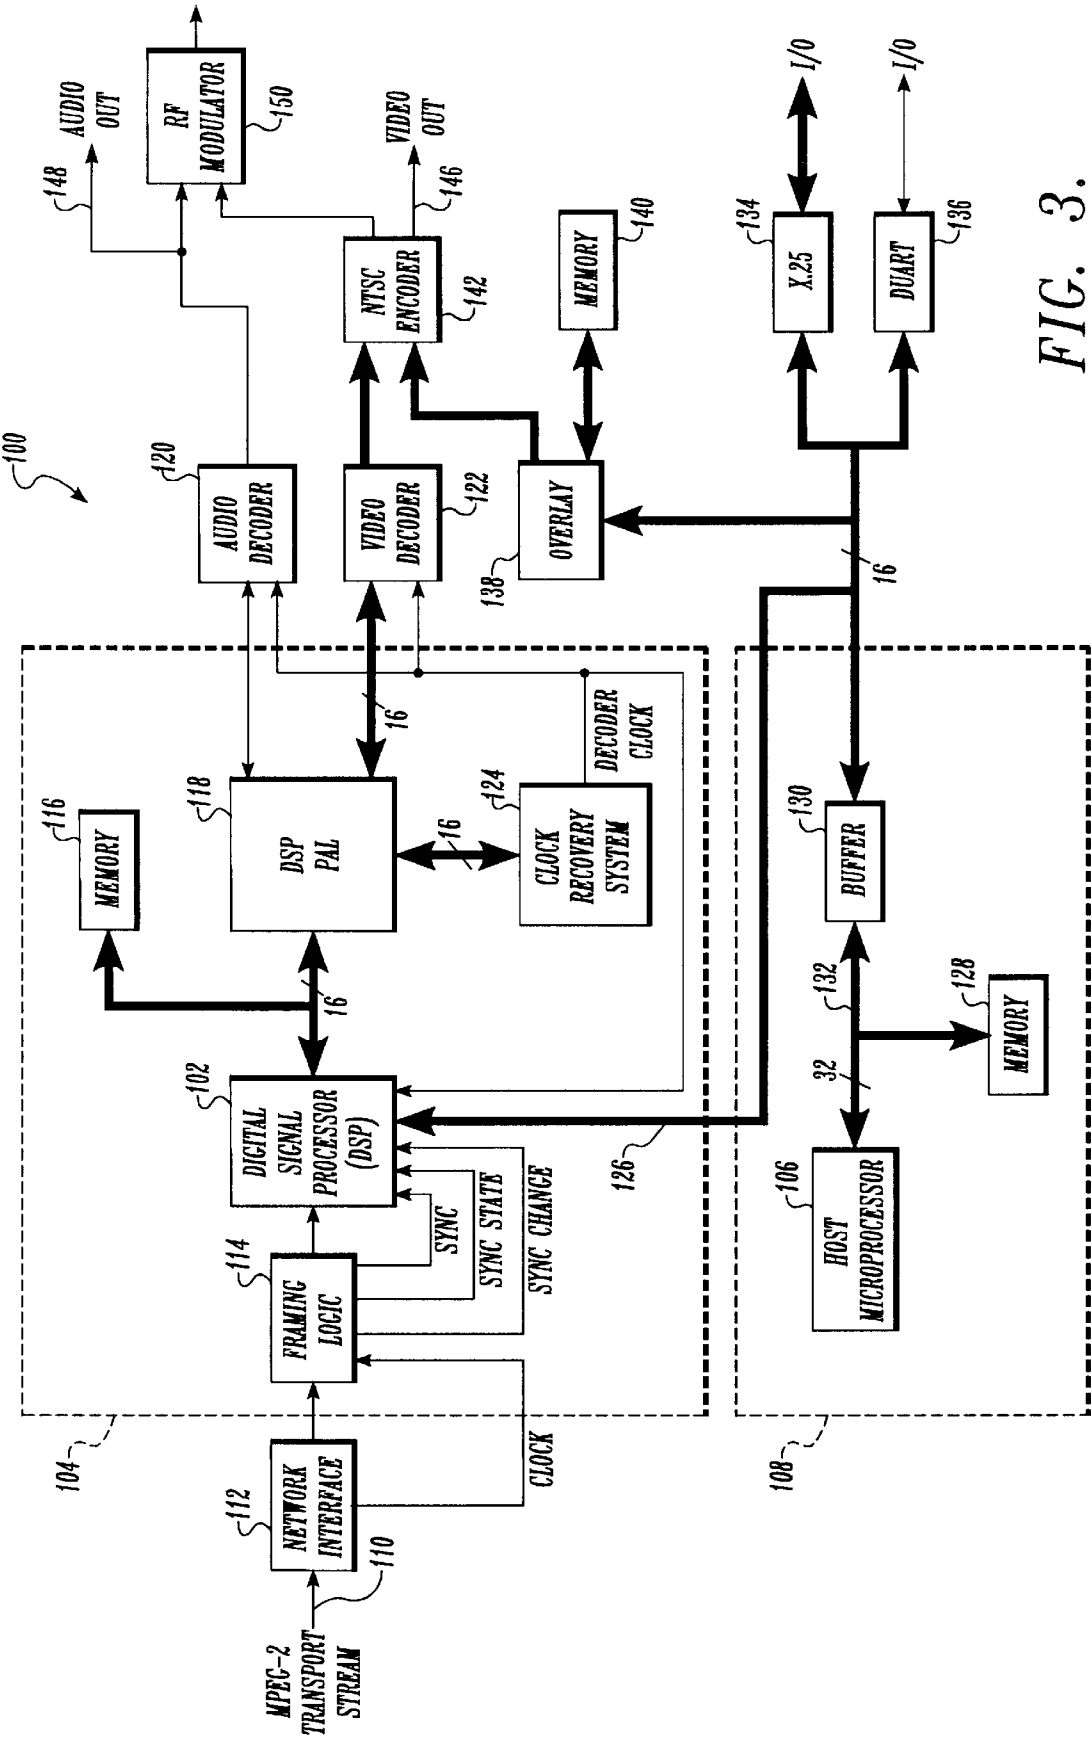 100
MPEG-2
TRANSPORT
STREAM
110
112
NETWORK
INTERFACE
CLOCK
104
114
FRAMING
LOGIC
SYNC
SYNC STATE
SYNC CHANGE
102
DIGITAL
SIGNAL
PROCESSOR
(DSP)
126
16
116
MEMORY
118
DSP
PAL
16
124
CLOCK
RECOVERY
SYSTEM
DECODER
CLOCK
16
120
AUDIO
DECODER
VIDEO
DECODER
122
138
OVERLAY
MEMORY
140
NTSC
ENCODER
142
148
AUDIO
OUT
RF
MODULATOR
150
VIDEO
OUT
146
108
106
HOST
MICROPROCESSOR
32
132
128
MEMORY
130
BUFFER
16
134
X.25
I/O
DUART
136
I/O
FIG. 3.